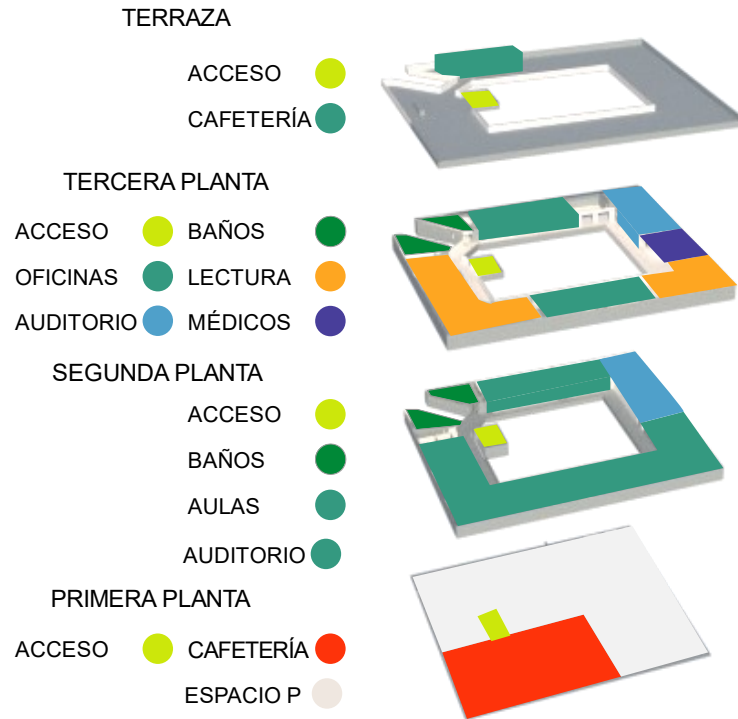 TERRAZA
ACCESO
CAFETERÍA
TERCERA PLANTA
ACCESO BAÑOS
OFICINAS LECTURA
AUDITORIO MÉDICOS
SEGUNDA PLANTA
ACCESO
BAÑOS
AULAS
AUDITORIO
PRIMERA PLANTA
ACCESO CAFETERÍA
ESPACIO P